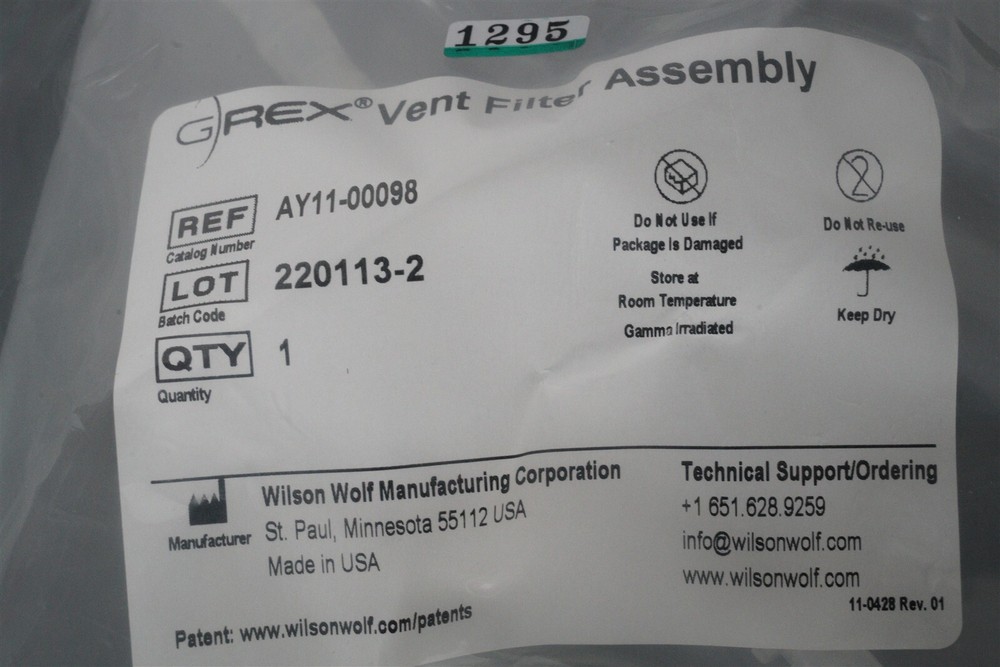 1295
G-REX® Vent Filter Assembly
REF AY11-00098
Catalog Number
LOT 220113-2
Batch Code
QTY 1
Quantity
Do Not Use If
Package Is Damaged
Store at
Room Temperature
Gamma Irradiated
2
Do Not Re-use
Keep Dry
Manufacturer
Wilson Wolf Manufacturing Corporation
St. Paul, Minnesota 55112 USA
Made in USA
Technical Support/Ordering
+1 651.628.9259
info@wilsonwolf.com
www.wilsonwolf.com
11-0428 Rev. 01
Patent: www.wilsonwolf.com/patents